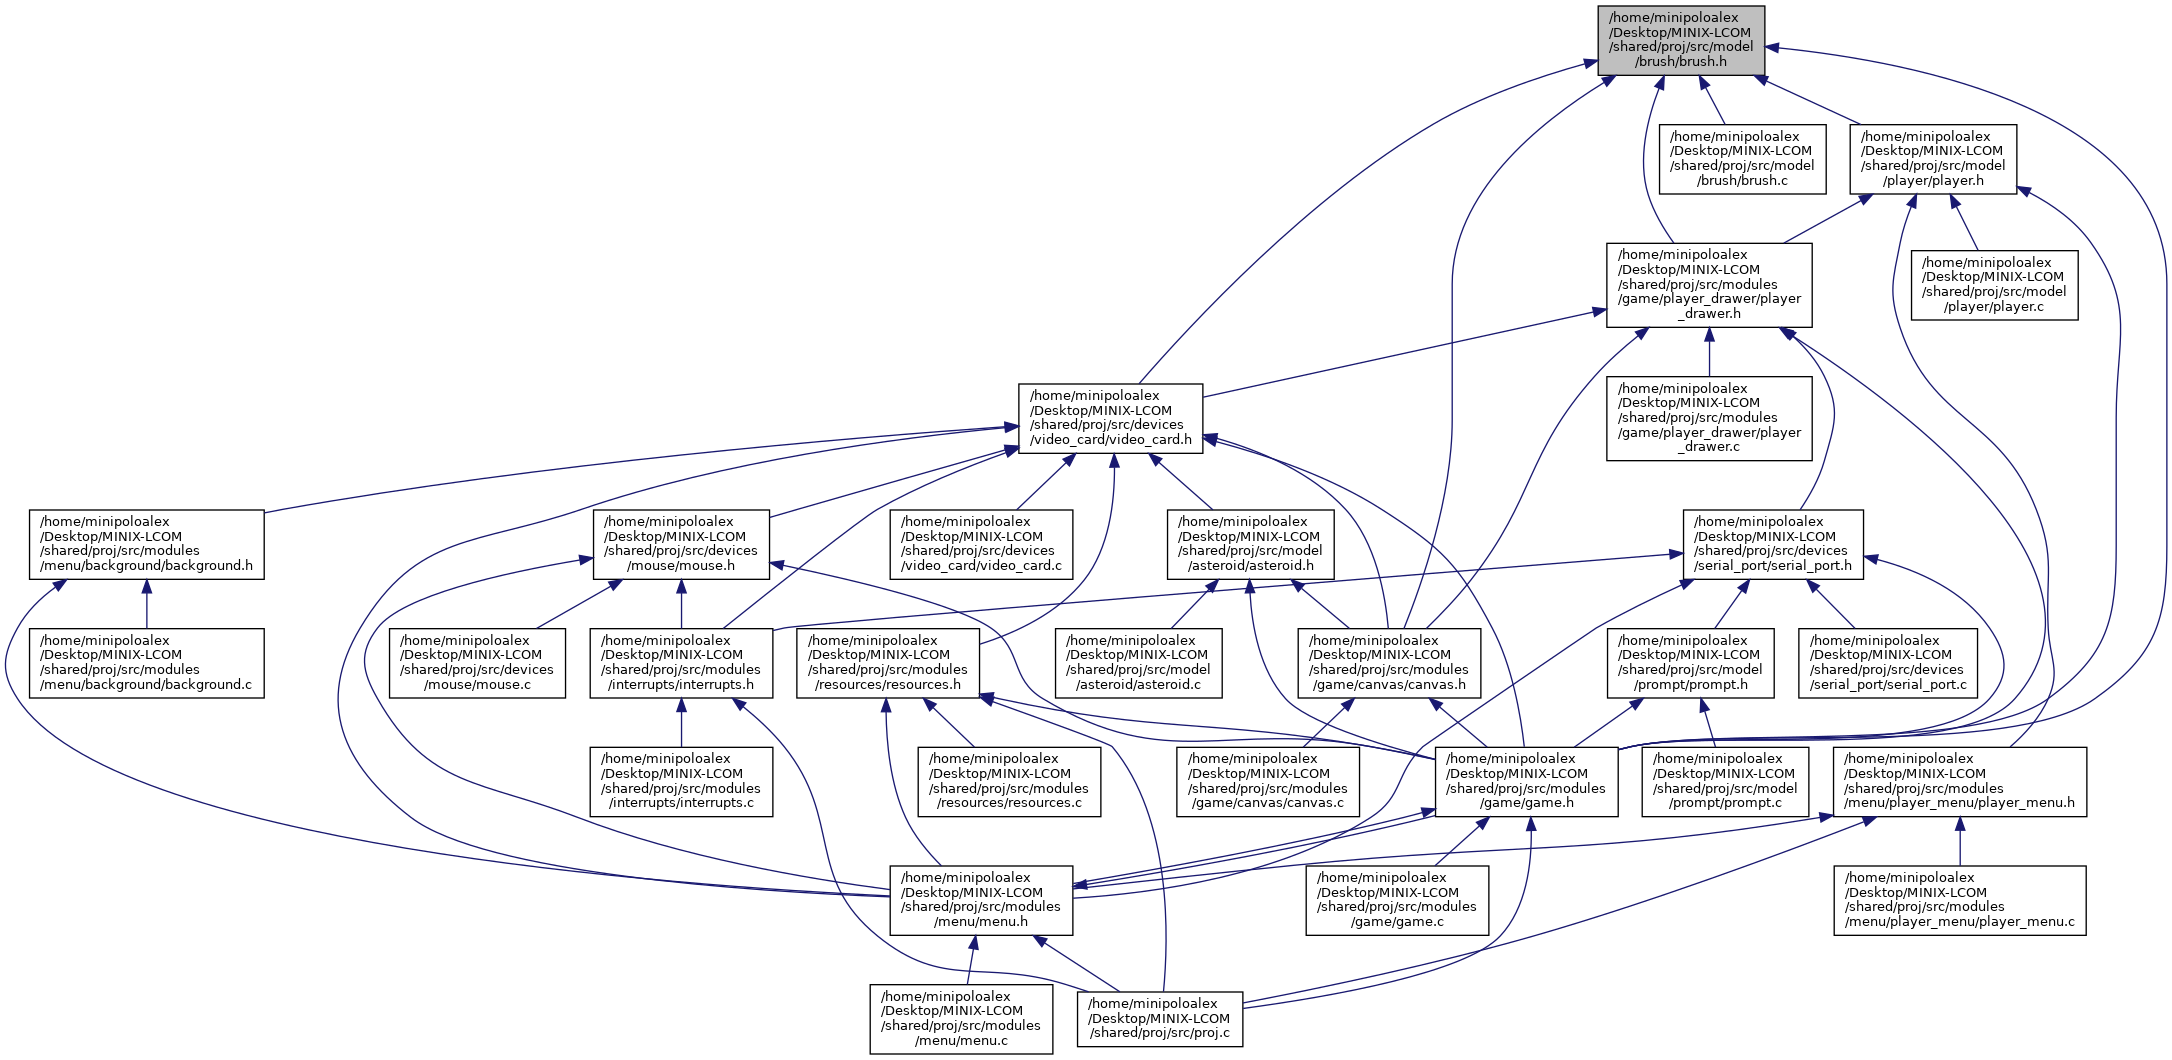 /home/minipoloalex
/Desktop/MINIX-LCOM
/shared/proj/src/model
/brush/brush.h
/home/minipoloalex
/Desktop/MINIX-LCOM
/shared/proj/src/model
/brush/brush.c
/home/minipoloalex
/Desktop/MINIX-LCOM
/shared/proj/src/model
/player/player.h
/home/minipoloalex
/Desktop/MINIX-LCOM
/shared/proj/src/modules
/game/player_drawer/player
_drawer.h
/home/minipoloalex
/Desktop/MINIX-LCOM
/shared/proj/src/model
/player/player.c
/home/minipoloalex
/Desktop/MINIX-LCOM
/shared/proj/src/devices
/video_card/video_card.h
/home/minipoloalex
/Desktop/MINIX-LCOM
/shared/proj/src/modules
/game/player_drawer/player
_drawer.c
/home/minipoloalex
/Desktop/MINIX-LCOM
/shared/proj/src/modules
/menu/background/background.h
/home/minipoloalex
/Desktop/MINIX-LCOM
/shared/proj/src/devices
/mouse/mouse.h
/home/minipoloalex
/Desktop/MINIX-LCOM
/shared/proj/src/devices
/video_card/video_card.c
/home/minipoloalex
/Desktop/MINIX-LCOM
/shared/proj/src/model
/asteroid/asteroid.h
/home/minipoloalex
/Desktop/MINIX-LCOM
/shared/proj/src/devices
/serial_port/serial_port.h
/home/minipoloalex
/Desktop/MINIX-LCOM
/shared/proj/src/modules
/menu/background/background.c
/home/minipoloalex
/Desktop/MINIX-LCOM
/shared/proj/src/devices
/mouse/mouse.c
/home/minipoloalex
/Desktop/MINIX-LCOM
/shared/proj/src/modules
/interrupts/interrupts.h
/home/minipoloalex
/Desktop/MINIX-LCOM
/shared/proj/src/modules
/resources/resources.h
/home/minipoloalex
/Desktop/MINIX-LCOM
/shared/proj/src/model
/asteroid/asteroid.c
/home/minipoloalex
/Desktop/MINIX-LCOM
/shared/proj/src/modules
/game/canvas/canvas.h
/home/minipoloalex
/Desktop/MINIX-LCOM
/shared/proj/src/model
/prompt/prompt.h
/home/minipoloalex
/Desktop/MINIX-LCOM
/shared/proj/src/devices
/serial_port/serial_port.c
/home/minipoloalex
/Desktop/MINIX-LCOM
/shared/proj/src/modules
/interrupts/interrupts.c
/home/minipoloalex
/Desktop/MINIX-LCOM
/shared/proj/src/modules
/resources/resources.c
/home/minipoloalex
/Desktop/MINIX-LCOM
/shared/proj/src/modules
/game/canvas/canvas.c
/home/minipoloalex
/Desktop/MINIX-LCOM
/shared/proj/src/modules
/game/game.h
/home/minipoloalex
/Desktop/MINIX-LCOM
/shared/proj/src/model
/prompt/prompt.c
/home/minipoloalex
/Desktop/MINIX-LCOM
/shared/proj/src/modules
/menu/player_menu/player_menu.h
/home/minipoloalex
/Desktop/MINIX-LCOM
/shared/proj/src/modules
/menu/menu.h
/home/minipoloalex
/Desktop/MINIX-LCOM
/shared/proj/src/modules
/game/game.c
/home/minipoloalex
/Desktop/MINIX-LCOM
/shared/proj/src/modules
/menu/player_menu/player_menu.c
/home/minipoloalex
/Desktop/MINIX-LCOM
/shared/proj/src/modules
/menu/menu.c
/home/minipoloalex
/Desktop/MINIX-LCOM
/shared/proj/src/proj.c